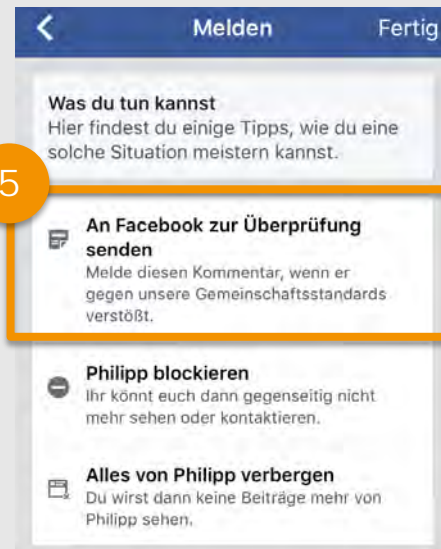 Melden Fertig
Was du tun kannst
Hier findest du einige Tipps, wie du eine
solche Situation meistern kannst.
5
An Facebook zur Überprüfung
senden
Melde diesen Kommentar, wenn er
gegen unsere Gemeinschaftsstandards
verstößt.
Philipp blockieren
Ihr könnt euch dann gegenseitig nicht
mehr sehen oder kontaktieren.
Alles von Philipp verbergen
Du wirst dann keine Beiträge mehr von
Philipp sehen.